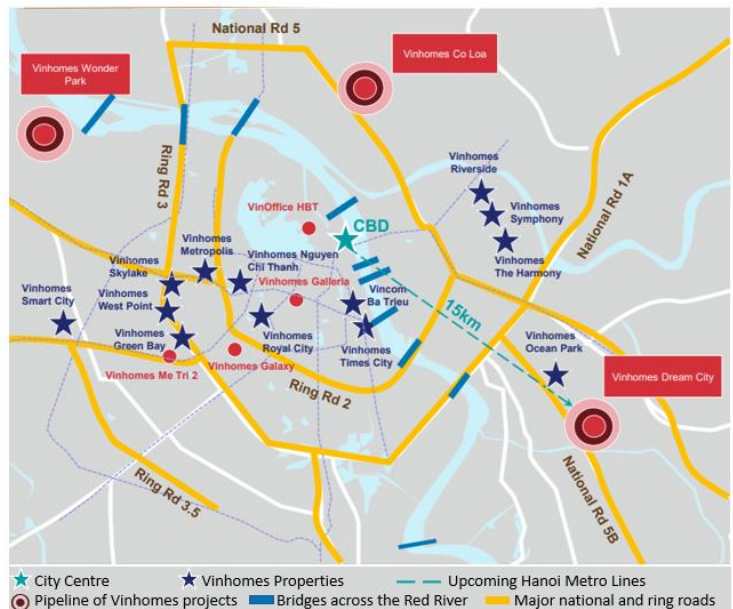 National Rd 5
Vinhomes Wonder
Park
Vinhomes Co Loa
Ring Rd 3
National Rd 1A
Vinhomes
Riverside
Vinhomes
Symphony
Vinhomes
The Harmony
VinOffice HBT
CBD
Vinhomes
Metropolis
Vinhomes Nguyen
Chi Thanh
Vinhomes
Skylake
Vinhomes Galleria
Vincom
Ba Trieu
15km
Vinhomes
Smart City
Vinhomes
West Point
Vinhomes
Green Bay
Vinhomes
Royal City
Vinhomes
Times City
Vinhomes
Ocean Park
Vinhomes Me Tri 2
Vinhomes Galaxy
Ring Rd 2
Vinhomes Dream City
Ring Rd 3.5
National Rd 5B
City Centre
Vinhomes Properties
Upcoming Hanoi Metro Lines
Pipeline of Vinhomes projects
Bridges across the Red River
Major national and ring roads